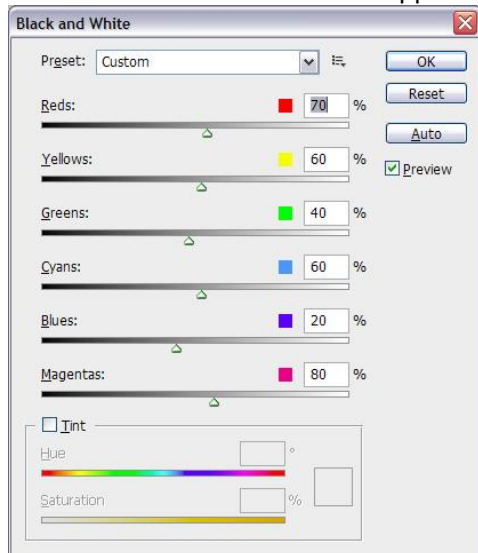 Black and White
Preset: Custom
OK
Reset
Auto
Preview
Reds: 70 %
Yellows: 60 %
Greens: 40 %
Cyans: 60 %
Blues: 20 %
Magentas: 80 %
Tint
Hue °
Saturation %